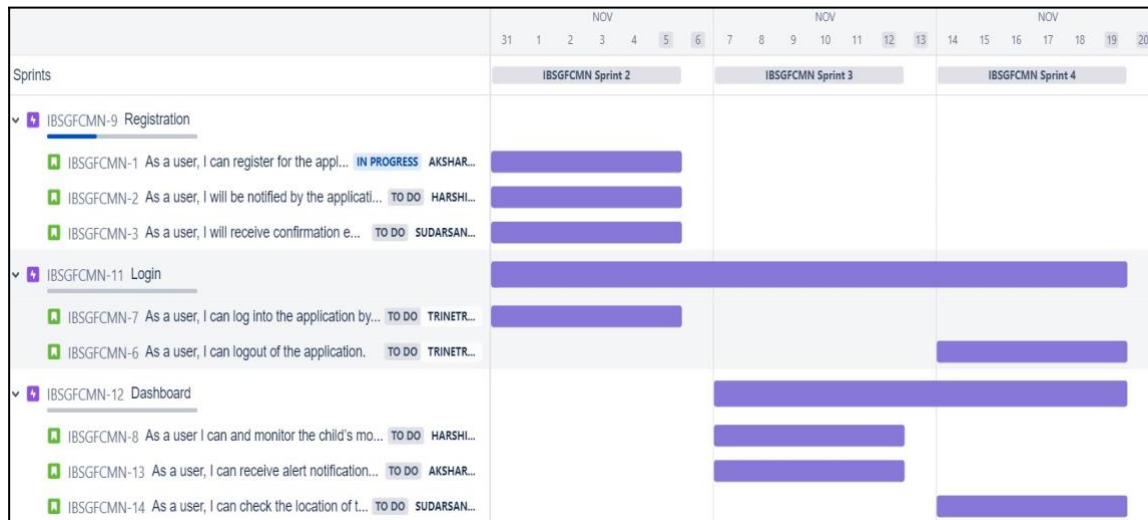 NOV NOV NOV
31 1 2 3 4 5 6 7 8 9 10 11 12 13 14 15 16 17 18 19 20
Sprints IBSGFCMN Sprint 2 IBSGFCMN Sprint 3 IBSGFCMN Sprint 4
IBSGFCMN-9 Registration
IBSGFCMN-1 As a user, I can register for the appl... IN PROGRESS AKSHAR...
IBSGFCMN-2 As a user, I will be notified by the applicati... TO DO HARSHI...
IBSGFCMN-3 As a user, I will receive confirmation e... TO DO SUDARSAN...
IBSGFCMN-11 Login
IBSGFCMN-7 As a user, I can log into the application by... TO DO TRINETR...
IBSGFCMN-6 As a user, I can logout of the application. TO DO TRINETR...
IBSGFCMN-12 Dashboard
IBSGFCMN-8 As a user I can and monitor the child's mo... TO DO HARSHI...
IBSGFCMN-13 As a user, I can receive alert notification... TO DO AKSHAR...
IBSGFCMN-14 As a user, I can check the location of t... TO DO SUDARSAN...